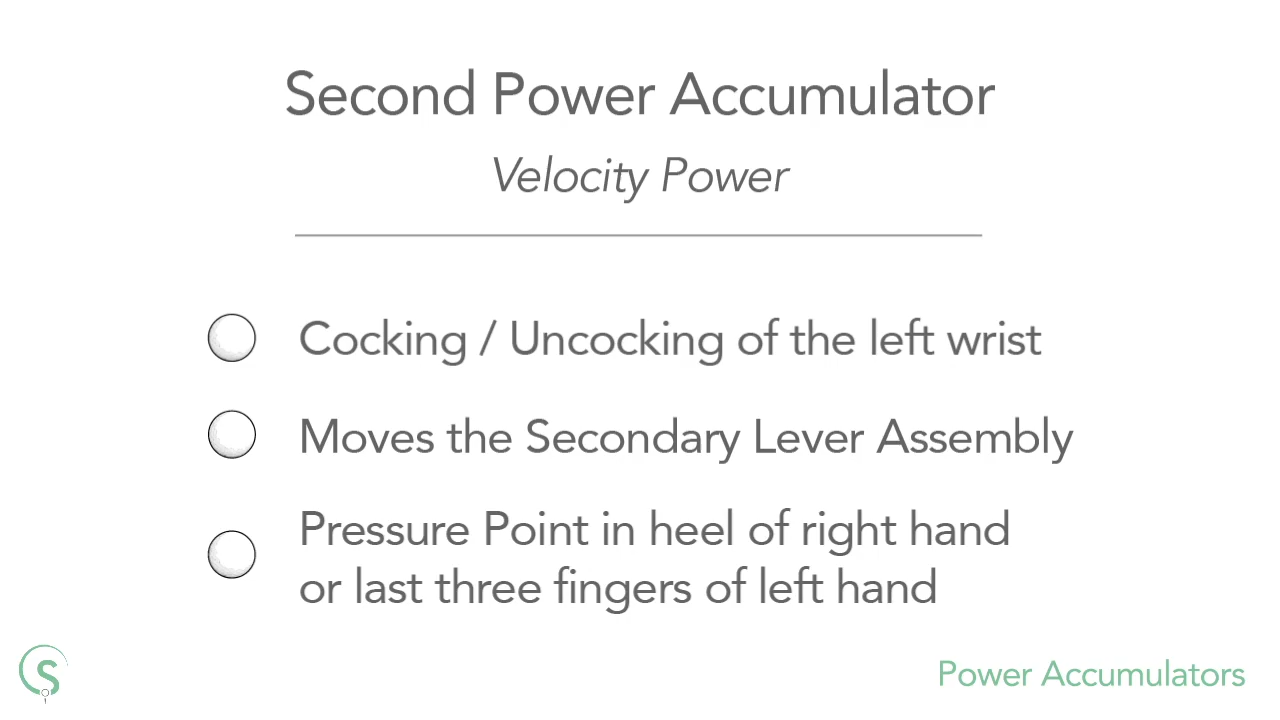 Second Power Accumulator
Velocity Power
Cocking / Uncocking of the left wrist
Moves the Secondary Lever Assembly
Pressure Point in heel of right hand
or last three fingers of left hand
S
Power Accumulators